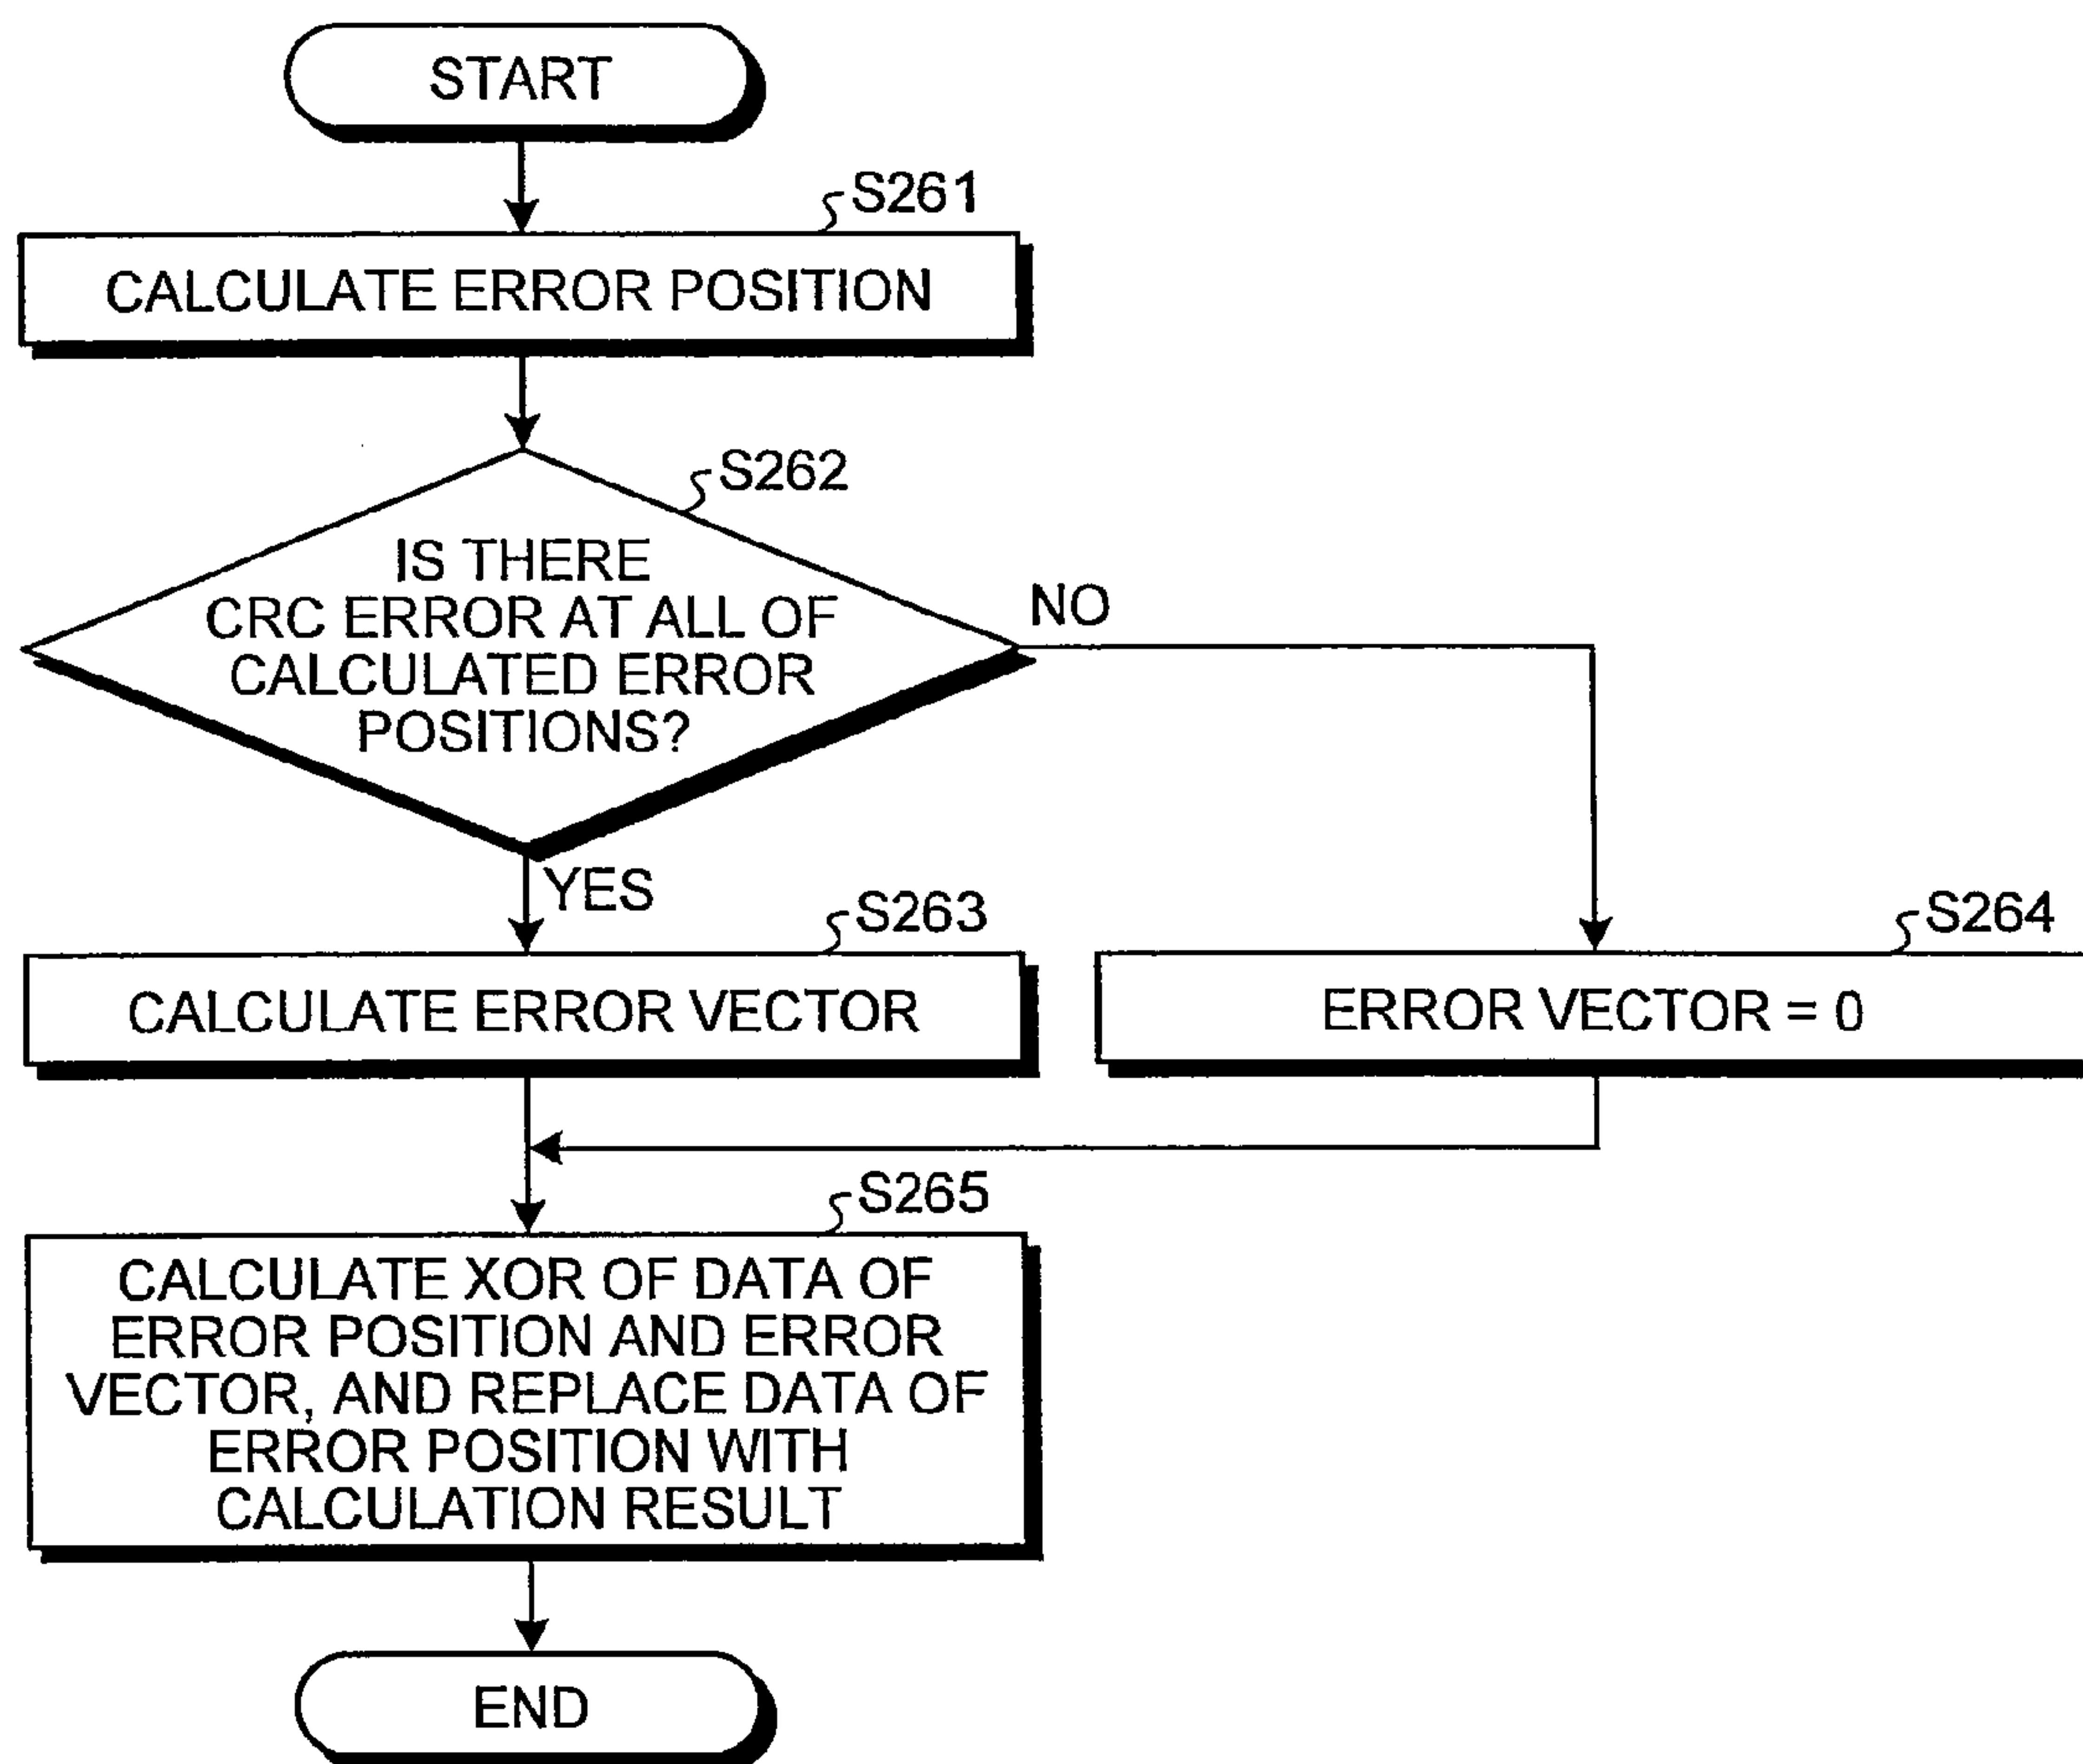 START
S261
CALCULATE ERROR POSITION
S262
IS THERE
CRC ERROR AT ALL OF
CALCULATED ERROR
POSITIONS?
NO
YES
S263
CALCULATE ERROR VECTOR
S264
ERROR VECTOR = 0
S265
CALCULATE XOR OF DATA OF
ERROR POSITION AND ERROR
VECTOR, AND REPLACE DATA OF
ERROR POSITION WITH
CALCULATION RESULT
END